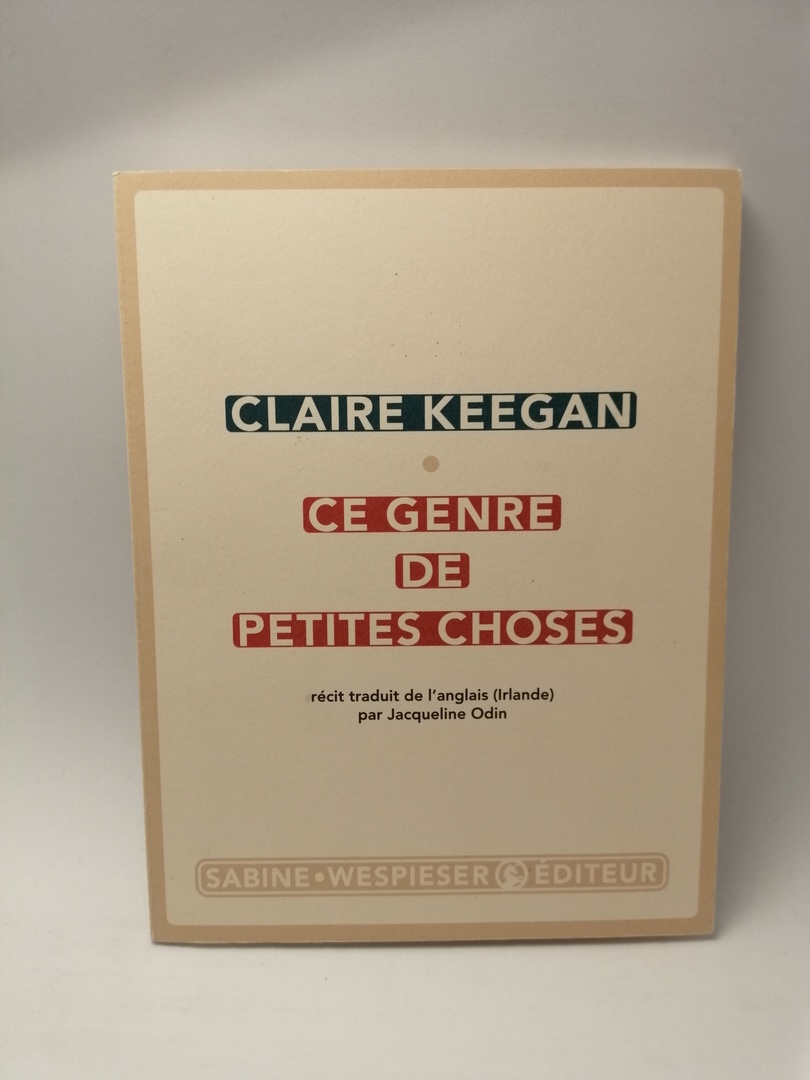 CLAIRE KEEGAN
CE GENRE
DE
PETITES CHOSES
récit traduit de l'anglais (Irlande)
par Jacqueline Odin
SABINE•WESPIESER ÉDITEUR